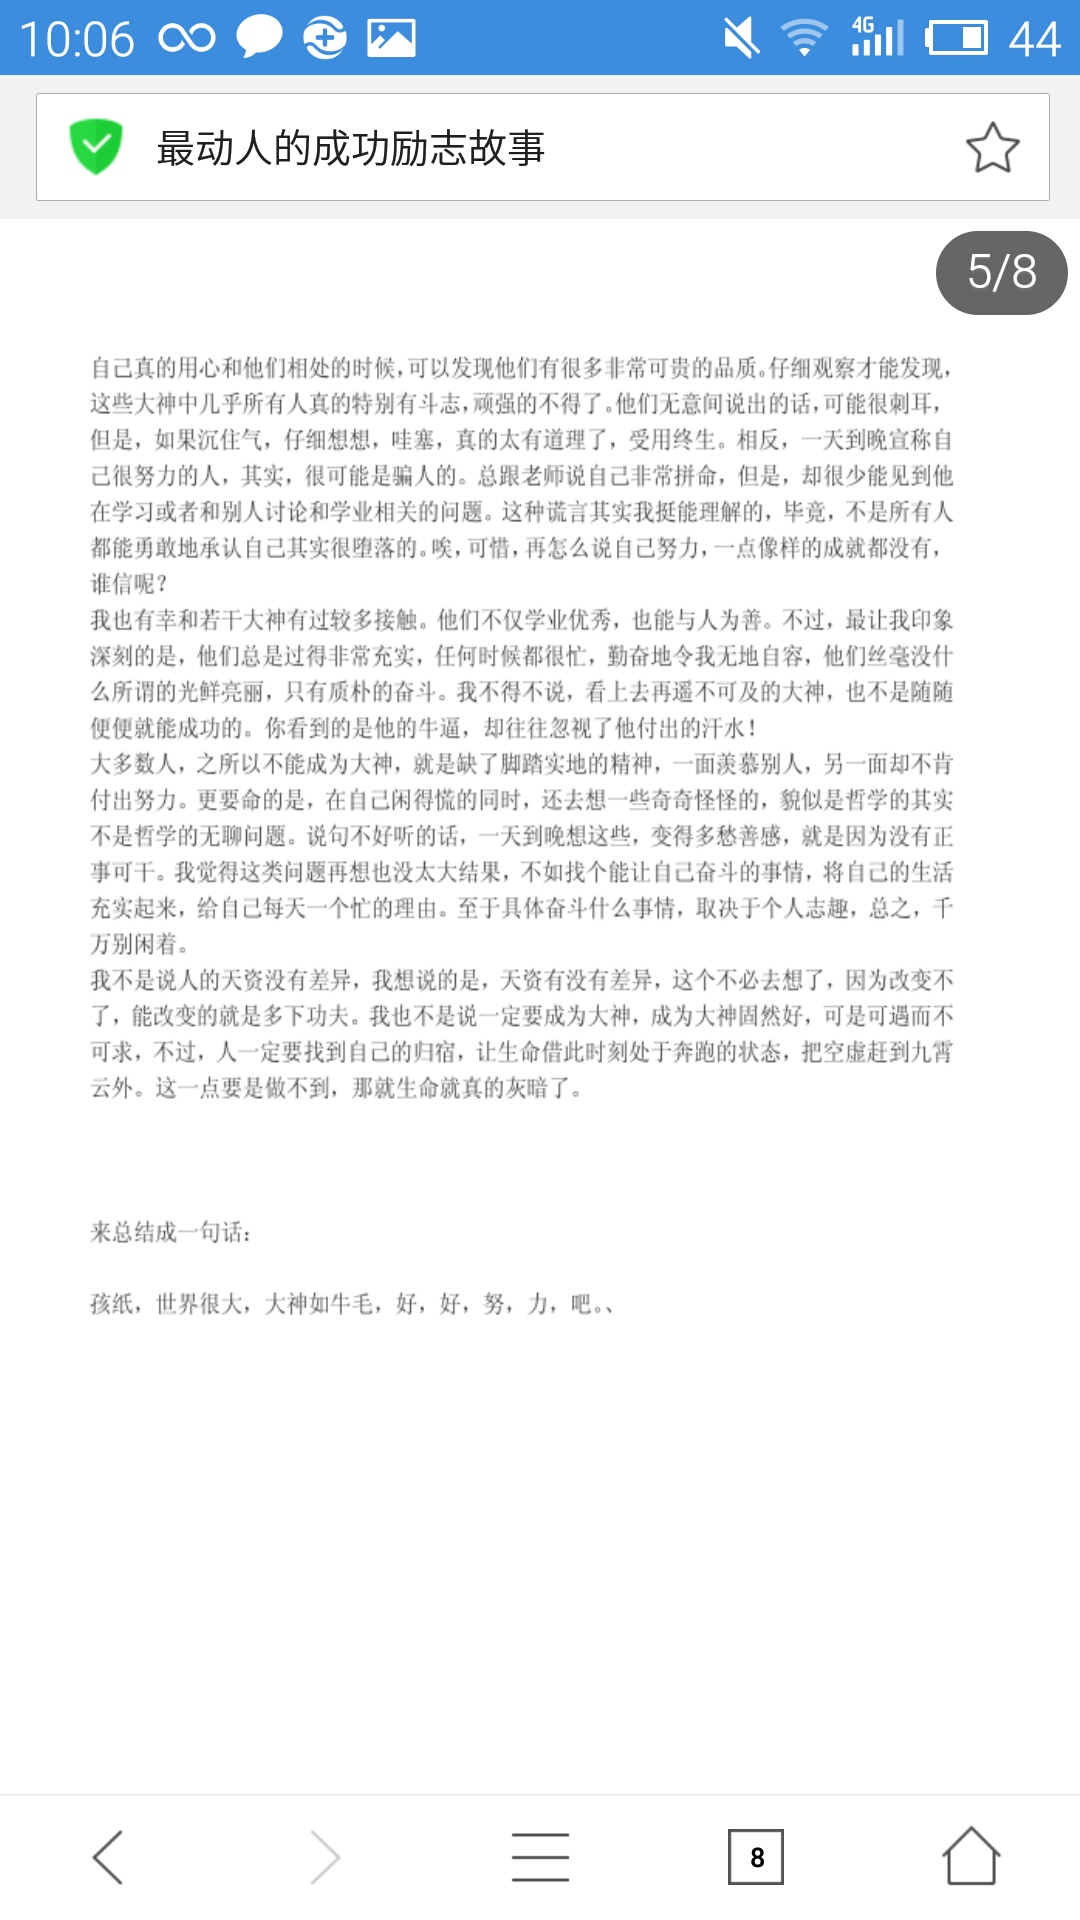 10:06
4G
44
最动人的成功励志故事
5/8
自己真的用心和他们相处的时候，可以发现他们有很多非常可贵的品质。仔细观察才能发现，
这些大神中几乎所有人真的特别有斗志，顽强的不得了。他们无意间说出的话，可能很刺耳，
但是，如果沉住气，仔细想想，哇塞，真的太有道理了，受用终生。相反，一天到晚宣称自
己很努力的人，其实，很可能是骗人的。总跟老师说自己非常拼命，但是，却很少能见到他
在学习或者和别人讨论和学业相关的问题。这种谎言其实我挺能理解的，毕竟，不是所有人
都能勇敢地承认自己其实很堕落的。唉，可惜，再怎么说自己努力，一点像样的成就都没有，
谁信呢？
我也有幸和若干大神有过较多接触。他们不仅学业优秀，也能与人为善。不过，最让我印象
深刻的是，他们总是过得非常充实，任何时候都很忙，勤奋地令我无地自容，他们丝毫没什
么所谓的光鲜亮丽，只有质朴的奋斗。我不得不说，看上去再遥不可及的大神，也不是随随
便便就能成功的。你看到的是他的牛逼，却往往忽视了他付出的汗水！
大多数人，之所以不能成为大神，就是缺了脚踏实地的精神，一面羡慕别人，另一面却不肯
付出努力。更要命的是，在自己闲得慌的同时，还去想一些奇奇怪怪的，貌似是哲学的其实
不是哲学的无聊问题。说句不好听的话，一天到晚想这些，变得多愁善感，就是因为没有正
事可干。我觉得这类问题再想也没太大结果，不如找个能让自己奋斗的事情，将自己的生活
充实起来，给自己每天一个忙的理由。至于具体奋斗什么事情，取决于个人志趣，总之，千
万别闲着。
我不是说人的天资没有差异，我想说的是，天资有没有差异，这个不必去想了，因为改变不
了，能改变的就是多下功夫。我也不是说一定要成为大神，成为大神固然好，可是可遇而不
可求，不过，人一定要找到自己的归宿，让生命借此时刻处于奔跑的状态，把空虚赶到九霄
云外。这一点要是做不到，那就生命就真的灰暗了。
来总结成一句话：
孩纸，世界很大，大神如牛毛，好，好，努，力，吧。、
8